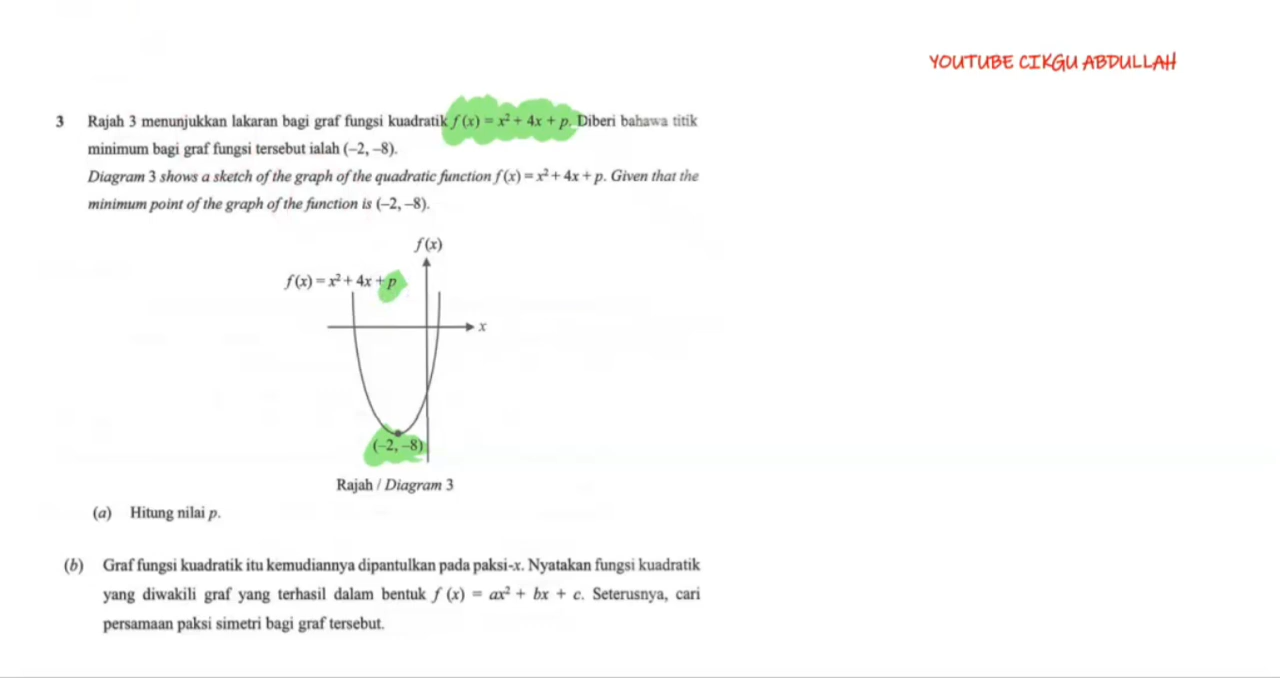 YOUTUBE CIKGU ABDULLAH
3 Rajah 3 menunjukkan lakaran bagi graf fungsi kuadratik f (x) = x² + 4x + p. Diberi bahawa titik
minimum bagi graf fungsi tersebut ialah (–2, –8).
Diagram 3 shows a sketch of the graph of the quadratic function f (x) = x² + 4x + p. Given that the
minimum point of the graph of the function is (–2, –8).
f(x)
f(x) = x² + 4x + p
x
(–2, –8)
Rajah / Diagram 3
(a) Hitung nilai p.
(b) Graf fungsi kuadratik itu kemudiannya dipantulkan pada paksi-x. Nyatakan fungsi kuadratik
yang diwakili graf yang terhasil dalam bentuk f (x) = ax² + bx + c. Seterusnya, cari
persamaan paksi simetri bagi graf tersebut.